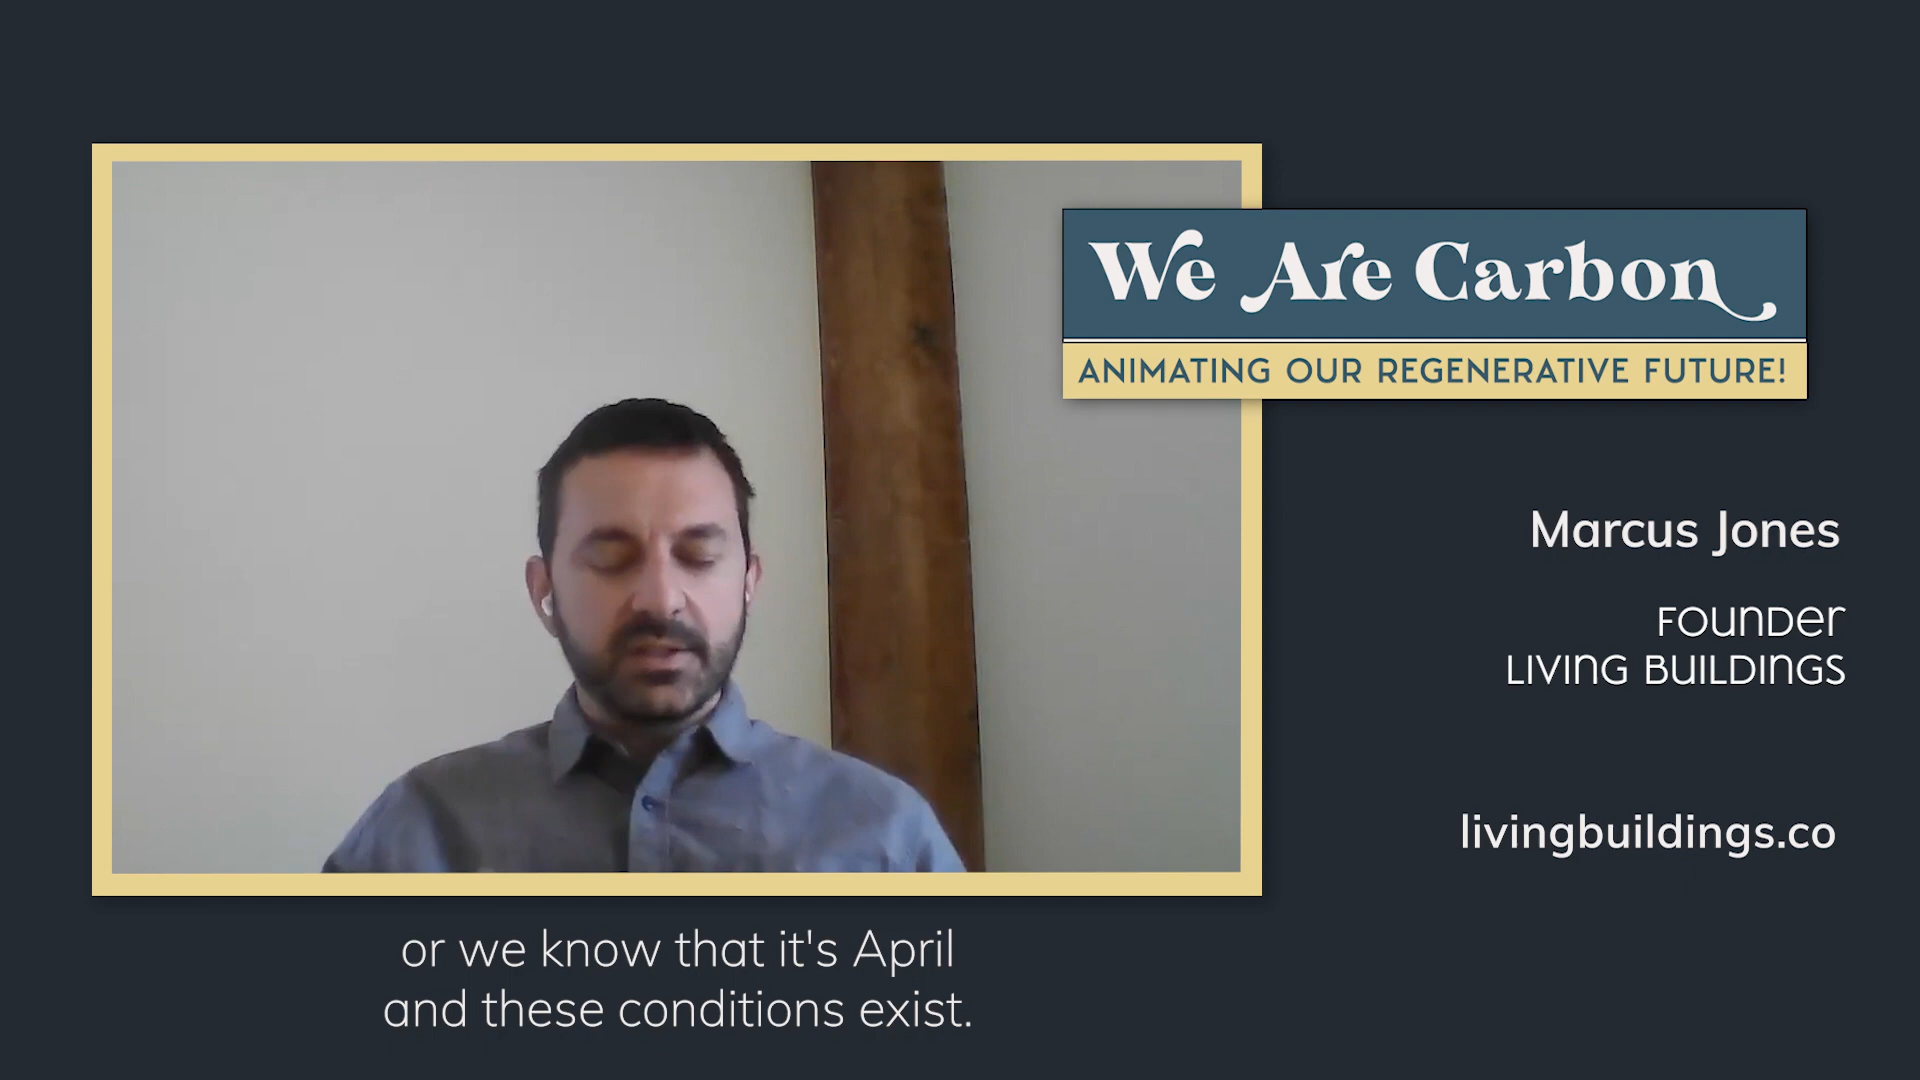 We Are Carbon
ANIMATING OUR REGENERATIVE FUTURE!
Marcus Jones
FOUNDER
LIVING BUILDINGS
livingbuildings.co
or we know that it's April
and these conditions exist.